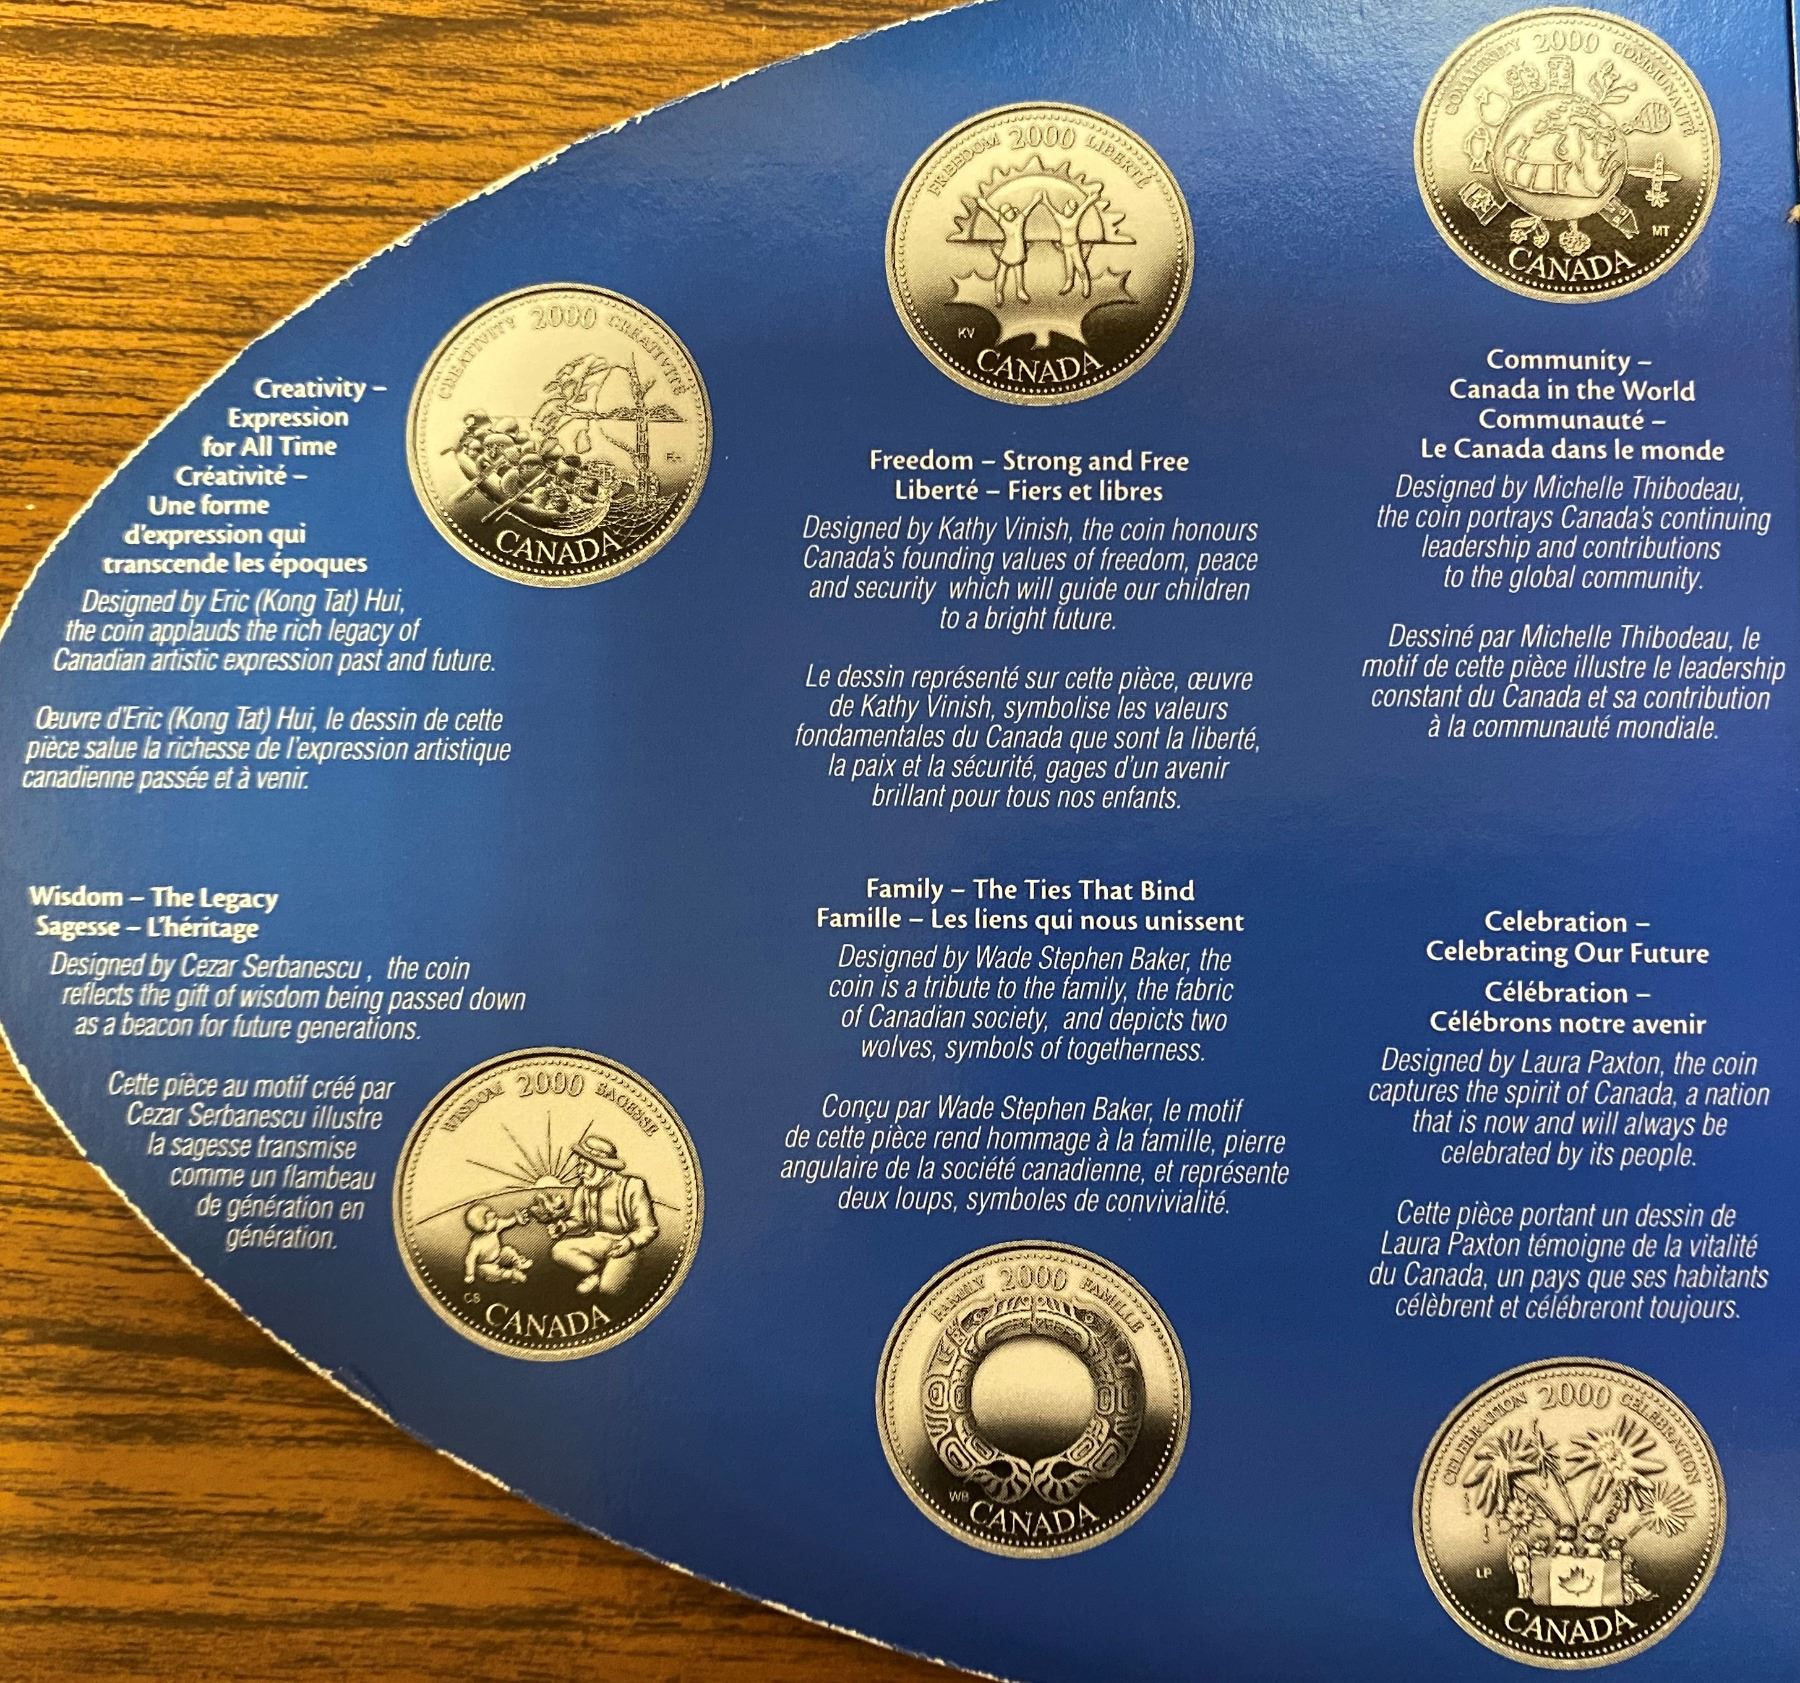 CREATIVITY 2000 CRÉATIVITÉ
CANADA
Creativity –
Expression
for All Time
Créativité –
Une forme
d'expression qui
transcende les époques
Designed by Eric (Kong Tat) Hui,
the coin applauds the rich legacy of
Canadian artistic expression past and future.
Œuvre d'Eric (Kong Tat) Hui, le dessin de cette
pièce salue la richesse de l'expression artistique
canadienne passée et à venir.
FREEDOM 2000 LIBERTÉ
KV
CANADA
Freedom – Strong and Free
Liberté – Fiers et libres
Designed by Kathy Vinish, the coin honours
Canada's founding values of freedom, peace
and security which will guide our children
to a bright future.
Le dessin représenté sur cette pièce, œuvre
de Kathy Vinish, symbolise les valeurs
fondamentales du Canada que sont la liberté,
la paix et la sécurité, gages d'un avenir
brillant pour tous nos enfants.
COMMUNITY 2000 COMMUNAUTÉ
MT
CANADA
Community –
Canada in the World
Communauté –
Le Canada dans le monde
Designed by Michelle Thibodeau,
the coin portrays Canada's continuing
leadership and contributions
to the global community.
Dessiné par Michelle Thibodeau, le
motif de cette pièce illustre le leadership
constant du Canada et sa contribution
à la communauté mondiale.
Wisdom – The Legacy
Sagesse – L'héritage
Designed by Cezar Serbanescu , the coin
reflects the gift of wisdom being passed down
as a beacon for future generations.
Cette pièce au motif créé par
Cezar Serbanescu illustre
la sagesse transmise
comme un flambeau
de génération en
génération.
WISDOM 2000 SAGESSE
CS
CANADA
Family – The Ties That Bind
Famille – Les liens qui nous unissent
Designed by Wade Stephen Baker, the
coin is a tribute to the family, the fabric
of Canadian society, and depicts two
wolves, symbols of togetherness.
Conçu par Wade Stephen Baker, le motif
de cette pièce rend hommage à la famille, pierre
angulaire de la société canadienne, et représente
deux loups, symboles de convivialité.
FAMILY 2000 FAMILLE
WB
CANADA
Celebration –
Celebrating Our Future
Célébration –
Célébrons notre avenir
Designed by Laura Paxton, the coin
captures the spirit of Canada, a nation
that is now and will always be
celebrated by its people.
Cette pièce portant un dessin de
Laura Paxton témoigne de la vitalité
du Canada, un pays que ses habitants
célèbrent et célébreront toujours.
CELEBRATION 2000 CÉLÉBRATION
LP
CANADA